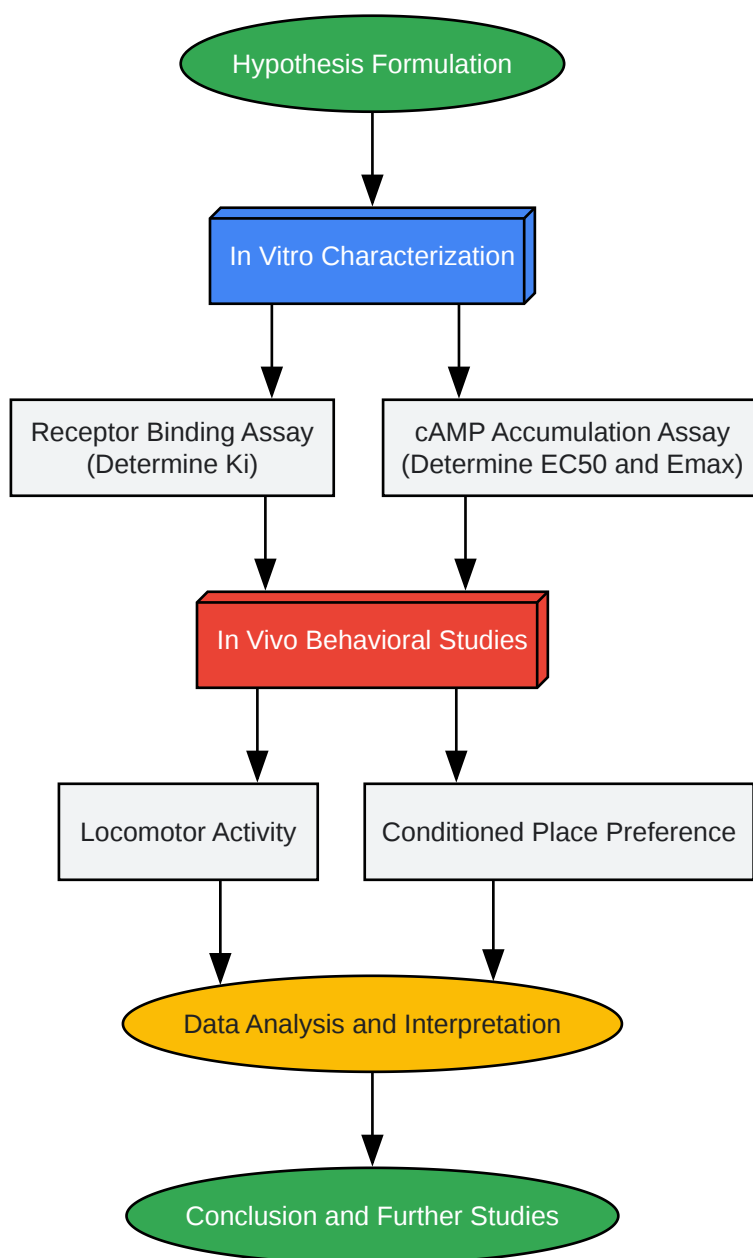 Hypothesis Formulation
In Vitro Characterization
Receptor Binding Assay
(Determine Ki)
cAMP Accumulation Assay
(Determine EC50 and Emax)
In Vivo Behavioral Studies
Locomotor Activity
Conditioned Place Preference
Data Analysis and Interpretation
Conclusion and Further Studies